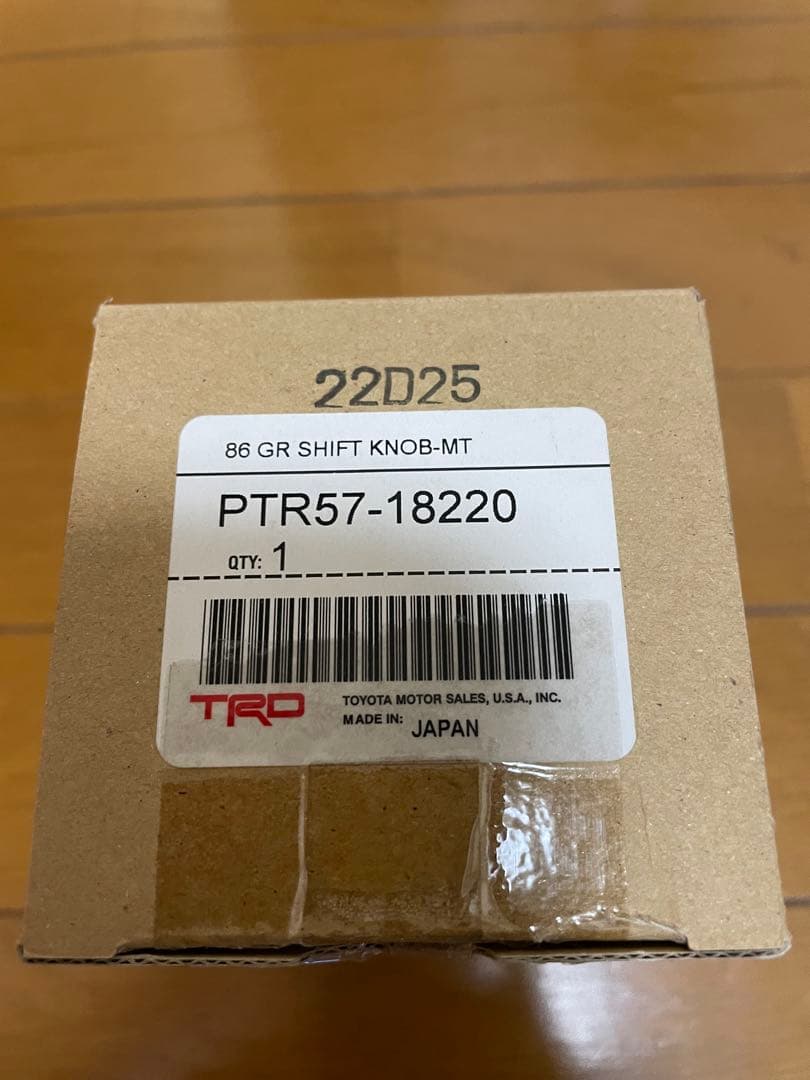 22D25
86 GR SHIFT KNOB-MT
PTR57-18220
QTY: 1
TRD
TOYOTA MOTOR SALES, U.S.A., INC.
MADE IN: JAPAN